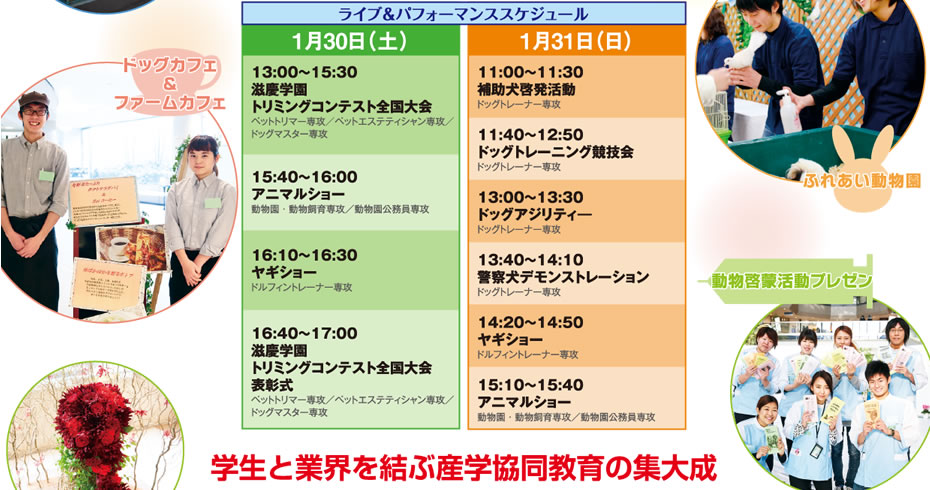 ライブ&パフォーマンススケジュール
1月30日(土)
13:00〜15:30
滋慶学園
トリミングコンテスト全国大会
ペットトリマー専攻／ペットエステティシャン専攻／
ドッグマスター専攻
15:40〜16:00
アニマルショー
動物園・動物飼育専攻／動物園公務員専攻
16:10〜16:30
ヤギショー
ドルフィントレーナー専攻
16:40〜17:00
滋慶学園
トリミングコンテスト全国大会
表彰式
ペットトリマー専攻／ペットエステティシャン専攻／
ドッグマスター専攻
1月31日(日)
11:00〜11:30
補助犬啓発活動
ドッグトレーナー専攻
11:40〜12:50
ドッグトレーニング競技会
ドッグトレーナー専攻
13:00〜13:30
ドッグアジリティ―
ドッグトレーナー専攻
13:40〜14:10
警察犬デモンストレーション
ドッグトレーナー専攻
14:20〜14:50
ヤギショー
ドルフィントレーナー専攻
15:10〜15:40
アニマルショー
動物園・動物飼育専攻／動物園公務員専攻
ドッグカフェ
&
ファームカフェ
ふれあい動物園
動物啓蒙活動プレゼン
学生と業界を結ぶ産学協同教育の集大成